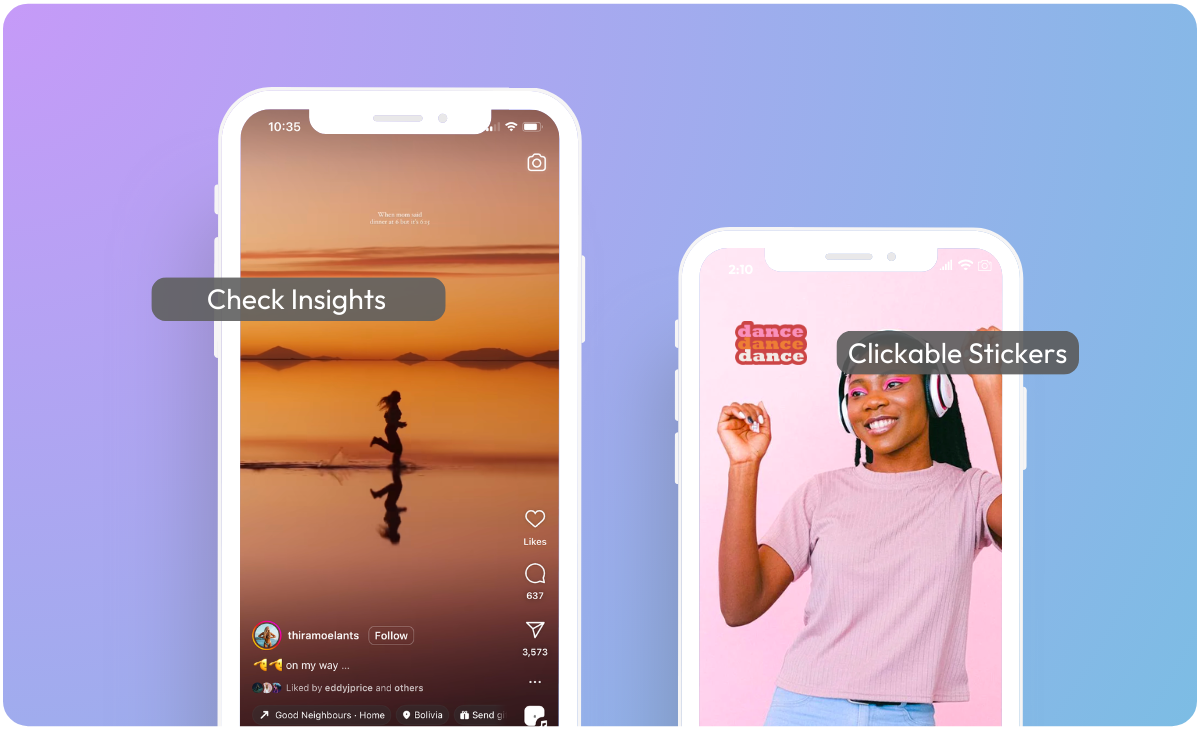 10:35
When mom said
dinner at 6 but it's 6:15
Check Insights
Likes
637
3,573
thiramoelants Follow
on my way ...
Liked by eddyjprice and others
Good Neighbours · Home Bolivia Send gi
2:10
dance
dance
dance
Clickable Stickers